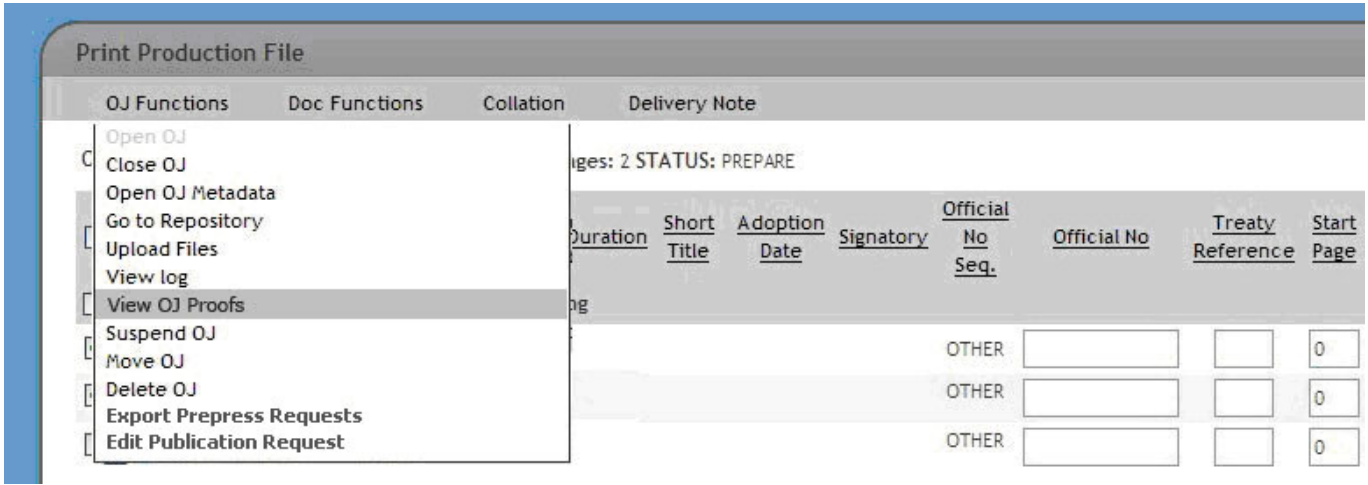 Print Production File
OJ Functions Doc Functions Collation Delivery Note
Open OJ
Close OJ
ges: 2 STATUS: PREPARE
Open OJ Metadata
Go to Repository
Upload Files
View log
View OJ Proofs
Suspend OJ
Move OJ
Delete OJ
Export Prepress Requests
Edit Publication Request
Duration Short Title Adoption Date Signatory Official No Seq. Official No Treaty Reference Start Page
OTHER 0
OTHER 0
OTHER 0